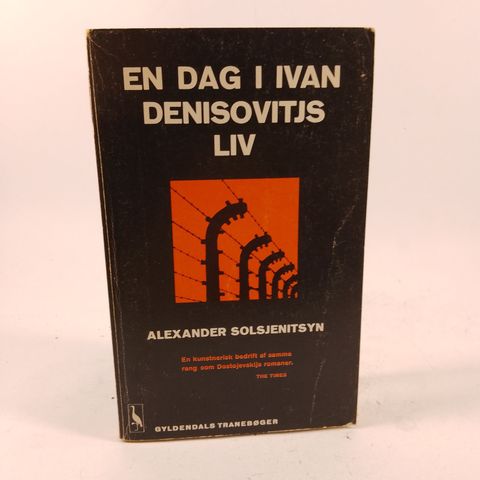 EN DAG I IVAN
DENISOVITJS
LIV
ALEXANDER SOLSJENITSYN
En kunstnerisk bedrift af samme
rang som Dostojevskijs romaner.
THE TIMES
GYLDENDALS TRANEBØGER